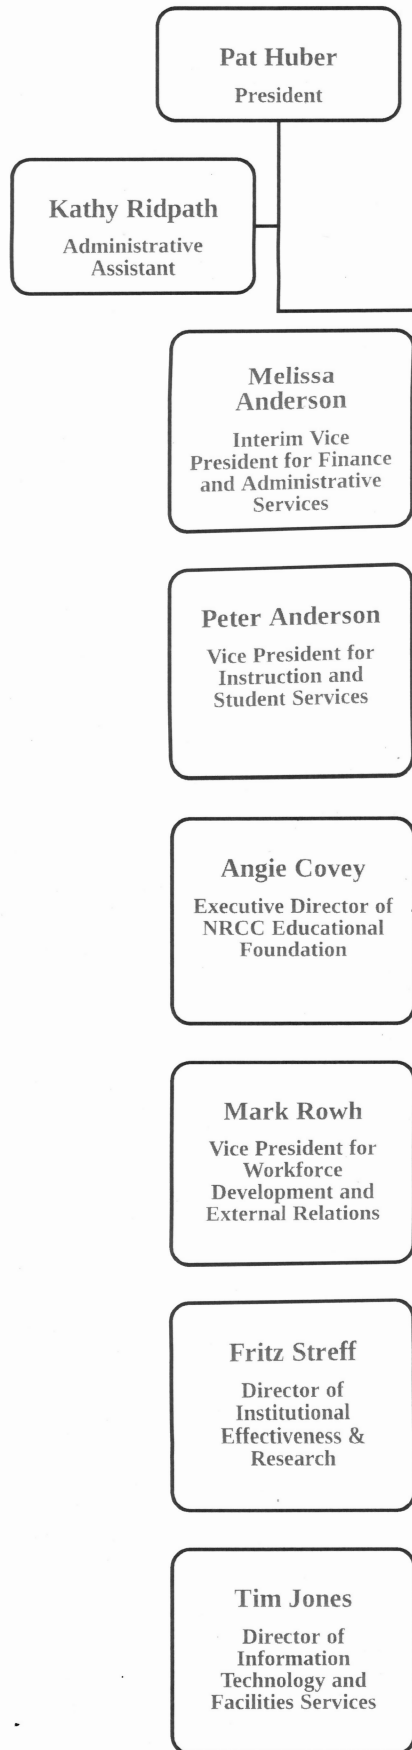 Pat Huber
President
Kathy Ridpath
Administrative
Assistant
Melissa
Anderson
Interim Vice
President for Finance
and Administrative
Services
Peter Anderson
Vice President for
Instruction and
Student Services
Angie Covey
Executive Director of
NRCC Educational
Foundation
Mark Rowh
Vice President for
Workforce
Development and
External Relations
Fritz Streff
Director of
Institutional
Effectiveness &
Research
Tim Jones
Director of
Information
Technology and
Facilities Services